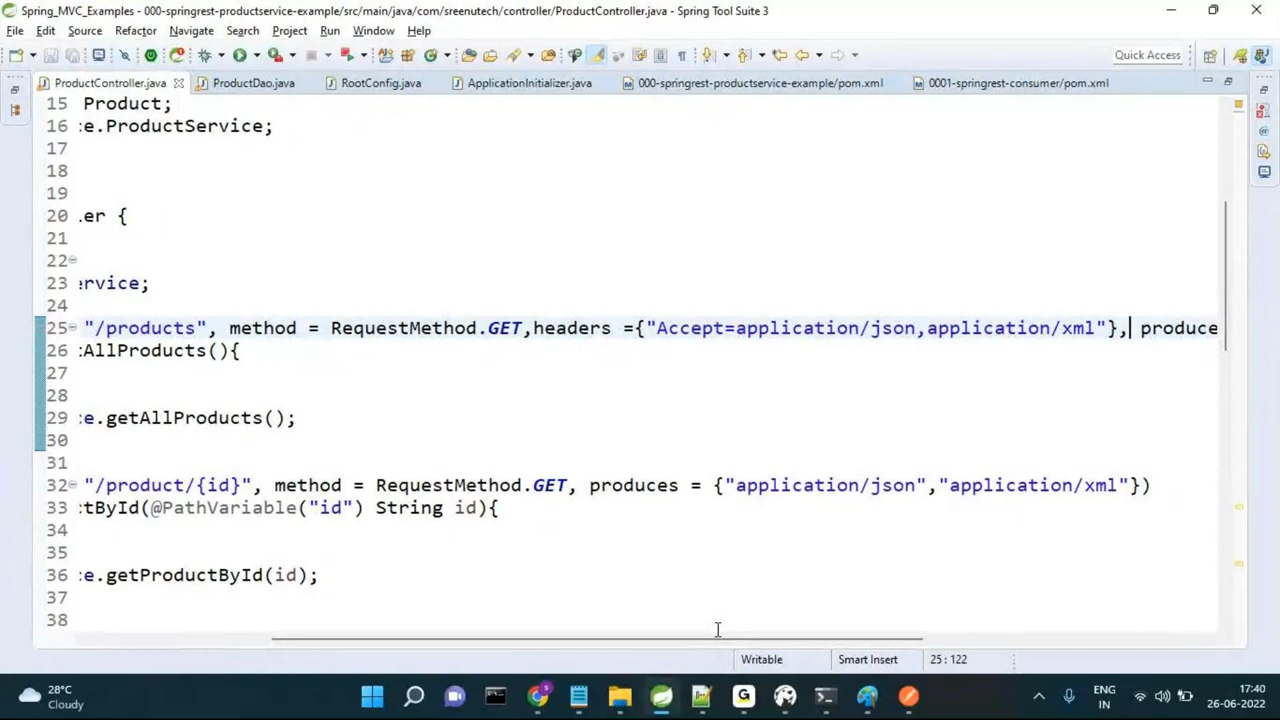 Spring_MVC_Examples - 000-springrest-productservice-example/src/main/java/com/sreenutech/controller/ProductController.java - Spring Tool Suite 3
File Edit Source Refactor Navigate Search Project Run Window Help
Quick Access
ProductController.java ProductDao.java RootConfig.java ApplicationInitializer.java 000-springrest-productservice-example/pom.xml 0001-springrest-consumer/pom.xml
15 Product;
16 :e.ProductService;
17
18
19
20 .er {
21
22
23 ervice;
24
25 "/products", method = RequestMethod.GET,headers ={"Accept=application/json,application/xml"}, produce
26 :AllProducts(){
27
28
29 :e.getAllProducts();
30
31
32 "/product/{id}", method = RequestMethod.GET, produces = {"application/json","application/xml"})
33 :tById(@PathVariable("id") String id){
34
35
36 :e.getProductById(id);
37
38
Writable Smart Insert 25 : 122
28°C
Cloudy
ENG
IN
17:40
26-06-2022